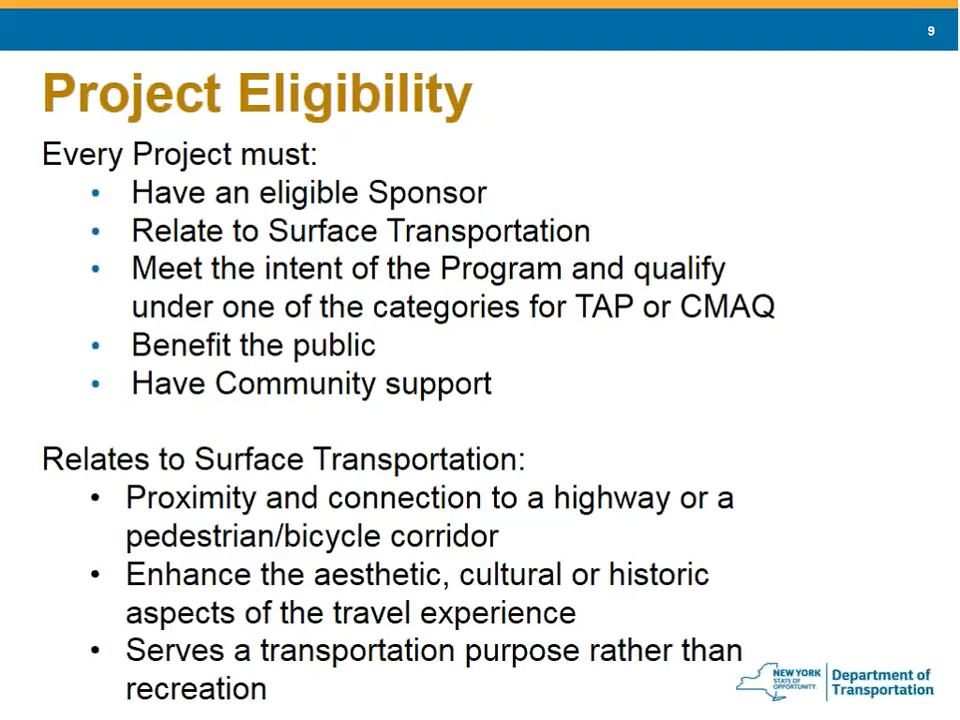 9
Project Eligibility
Every Project must:
• Have an eligible Sponsor
• Relate to Surface Transportation
• Meet the intent of the Program and qualify
under one of the categories for TAP or CMAQ
• Benefit the public
• Have Community support
Relates to Surface Transportation:
• Proximity and connection to a highway or a
pedestrian/bicycle corridor
• Enhance the aesthetic, cultural or historic
aspects of the travel experience
• Serves a transportation purpose rather than
recreation
NEW YORK
STATE OF
OPPORTUNITY.
Department of
Transportation